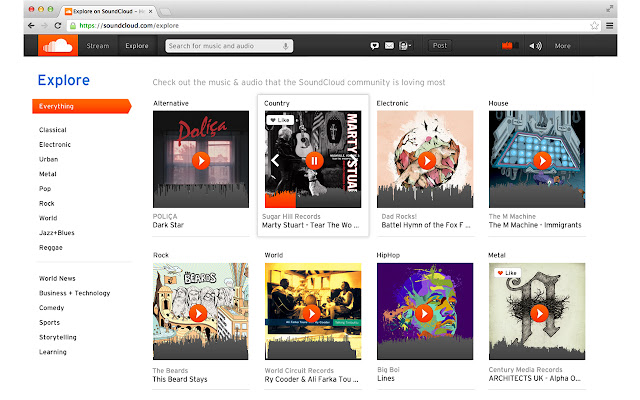 Explore on SoundCloud - He
https://soundcloud.com/explore
Stream
Explore
Search for music and audio
Post
More
Explore
Check out the music & audio that the SoundCloud community is loving most
Everything
Classical
Electronic
Urban
Metal
Pop
Rock
World
Jazz+Blues
Reggae
World News
Business + Technology
Comedy
Sports
Storytelling
Learning
Alternative
Poliça
POLIÇA
Dark Star
Country
Like
MARTY STUAR
Sugar Hill Records
Marty Stuart - Tear The Wo ...
Electronic
Dad Rocks!
Battel Hymn of the Fox F ...
House
The M Machine
The M Machine - Immigrants
Rock
BEARDS
The Beards
This Beard Stays
World
World Circuit Records
Ry Cooder & Ali Farka Tou ...
HipHop
Big Boi
Lines
Metal
Like
Century Media Records
ARCHITECTS UK - Alpha O ...